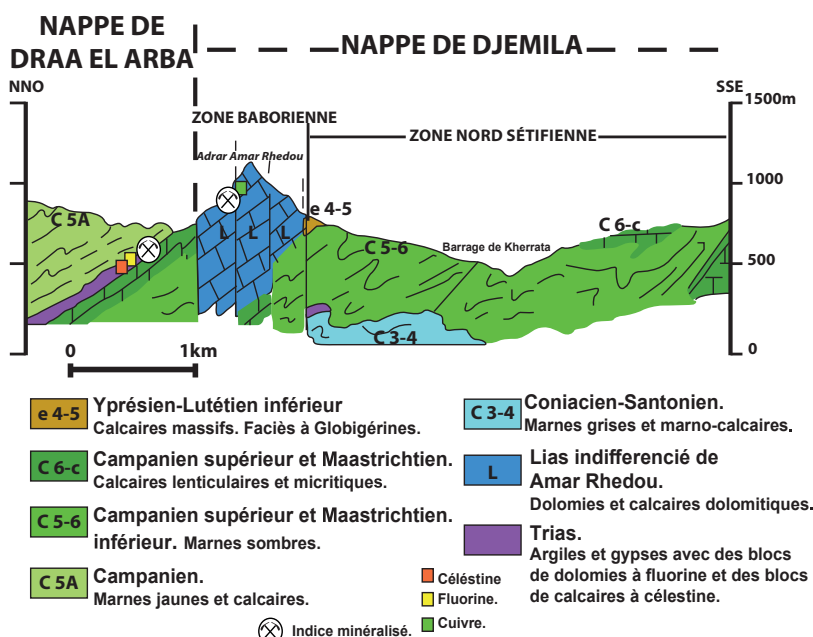 NAPPE DE
DRAA EL ARBA
NAPPE DE DJEMILA
NNO
SSE
1500m
ZONE BABORIENNE
ZONE NORD SÉTIFIENNE
Adrar Amar Rhedou
1000
e 4-5
C 5A
C 6-c
L L L
C 5-6
Barrage de Kherrata
500
C 3-4
0 1km
0
e 4-5 Yprésien-Lutétien inférieur
Calcaires massifs. Faciès à Globigérines.
C 6-c Campanien supérieur et Maastrichtien.
Calcaires lenticulaires et micritiques.
C 5-6 Campanien supérieur et Maastrichtien.
inférieur. Marnes sombres.
C 5A Campanien.
Marnes jaunes et calcaires.
Indice minéralisé.
Céléstine
Fluorine.
Cuivre.
C 3-4 Coniacien-Santonien.
Marnes grises et marno-calcaires.
L Lias indifferencié de
Amar Rhedou.
Dolomies et calcaires dolomitiques.
Trias.
Argiles et gypses avec des blocs
de dolomies à fluorine et des blocs
de calcaires à célestine.